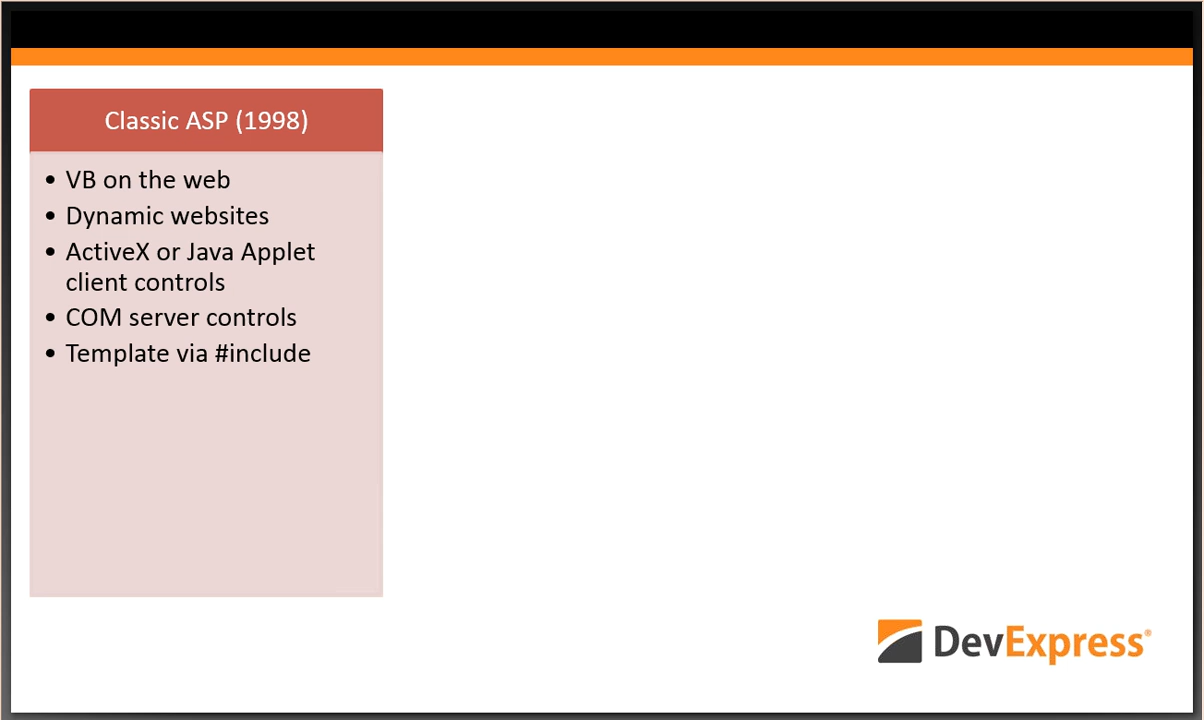 Classic ASP (1998)
• VB on the web
• Dynamic websites
• ActiveX or Java Applet
client controls
• COM server controls
• Template via #include
DevExpress®